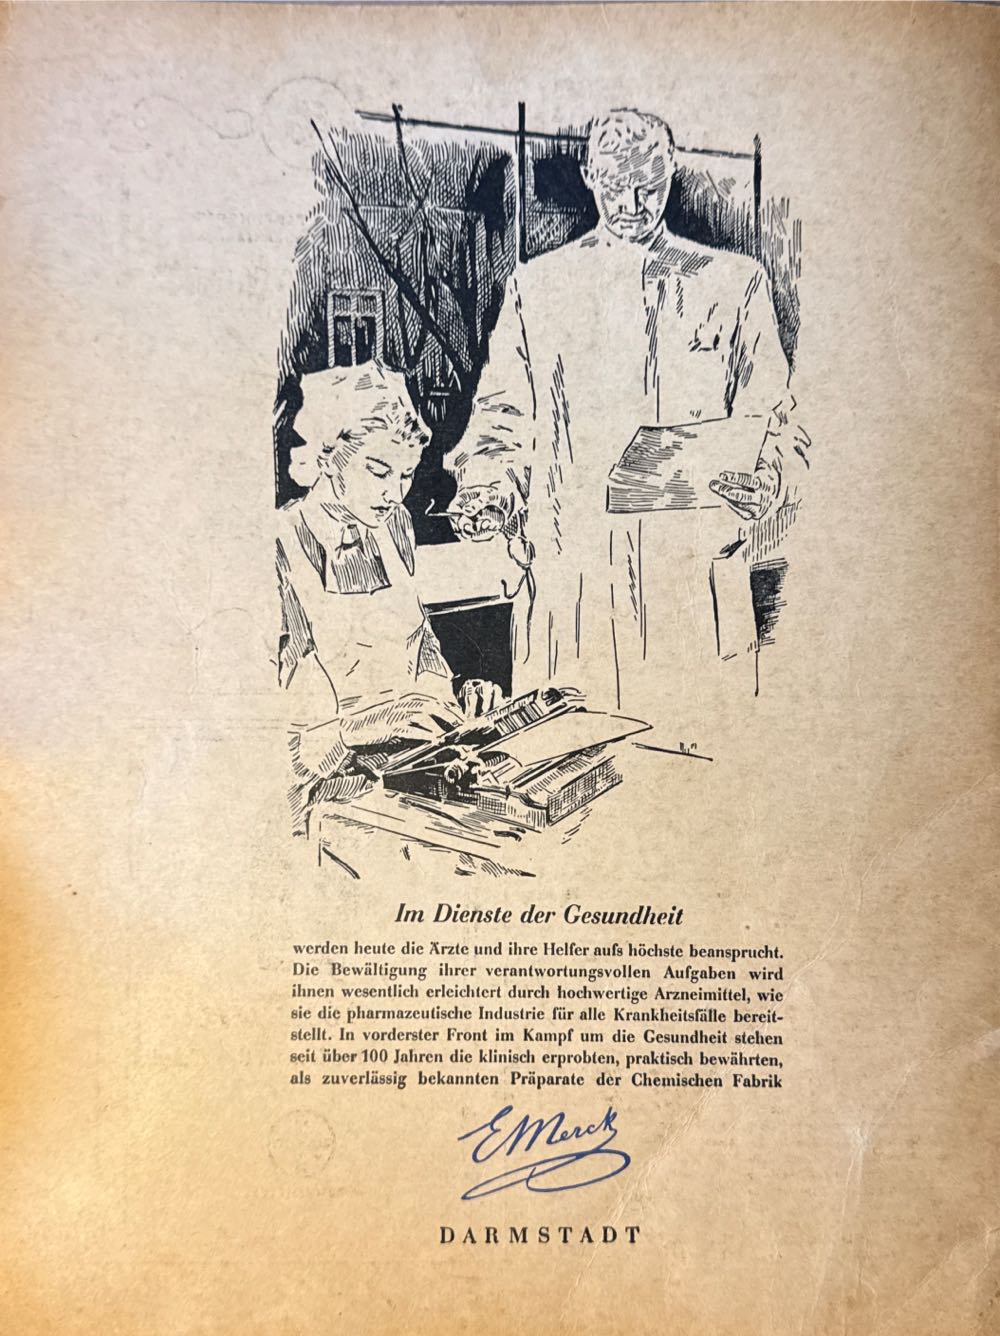 Im Dienste der Gesundheit
werden heute die Ärzte und ihre Helfer aufs höchste beansprucht.
Die Bewältigung ihrer verantwortungsvollen Aufgaben wird
ihnen wesentlich erleichtert durch hochwertige Arzneimittel, wie
sie die pharmazeutische Industrie für alle Krankheitsfälle bereit-
stellt. In vorderster Front im Kampf um die Gesundheit stehen
seit über 100 Jahren die klinisch erprobten, praktisch bewährten,
als zuverlässig bekannten Präparate der Chemischen Fabrik
E Merck
DARMSTADT